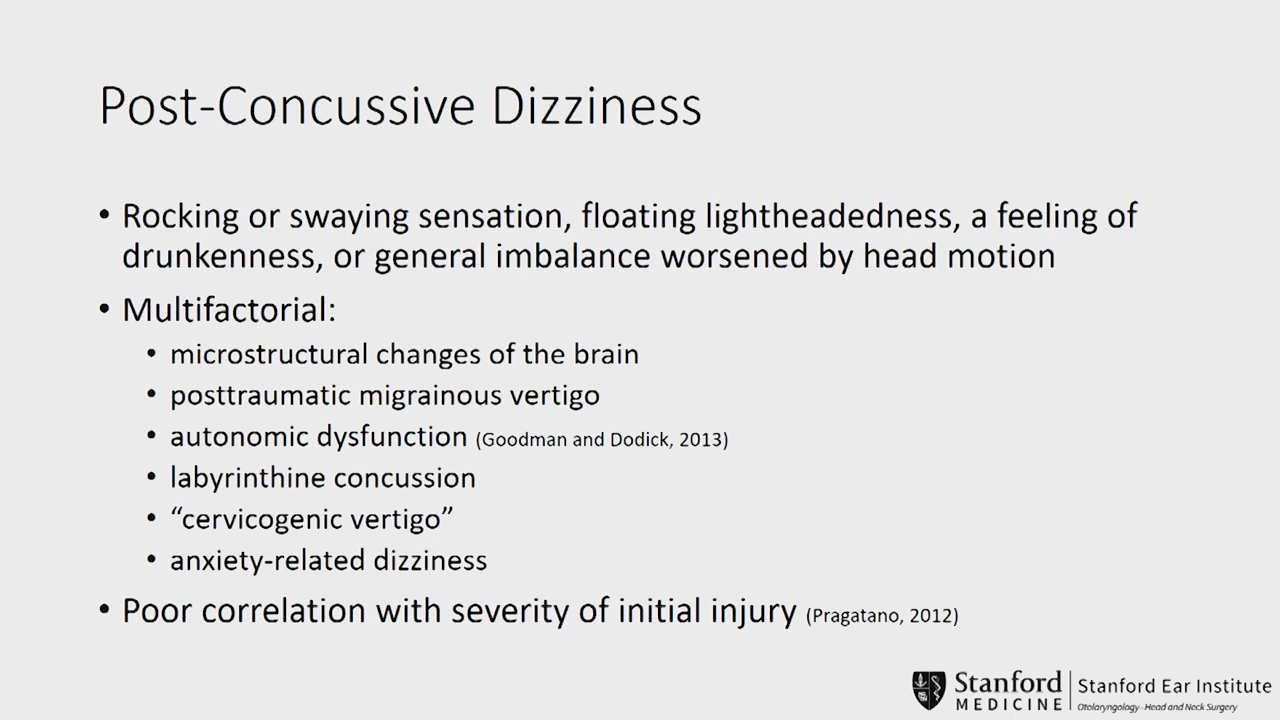 Post-Concussive Dizziness
• Rocking or swaying sensation, floating lightheadedness, a feeling of
drunkenness, or general imbalance worsened by head motion
• Multifactorial:
• microstructural changes of the brain
• posttraumatic migrainous vertigo
• autonomic dysfunction (Goodman and Dodick, 2013)
• labyrinthine concussion
• “cervicogenic vertigo”
• anxiety-related dizziness
• Poor correlation with severity of initial injury (Pragatano, 2012)
Stanford
MEDICINE
Stanford Ear Institute
Otolaryngology–Head and Neck Surgery